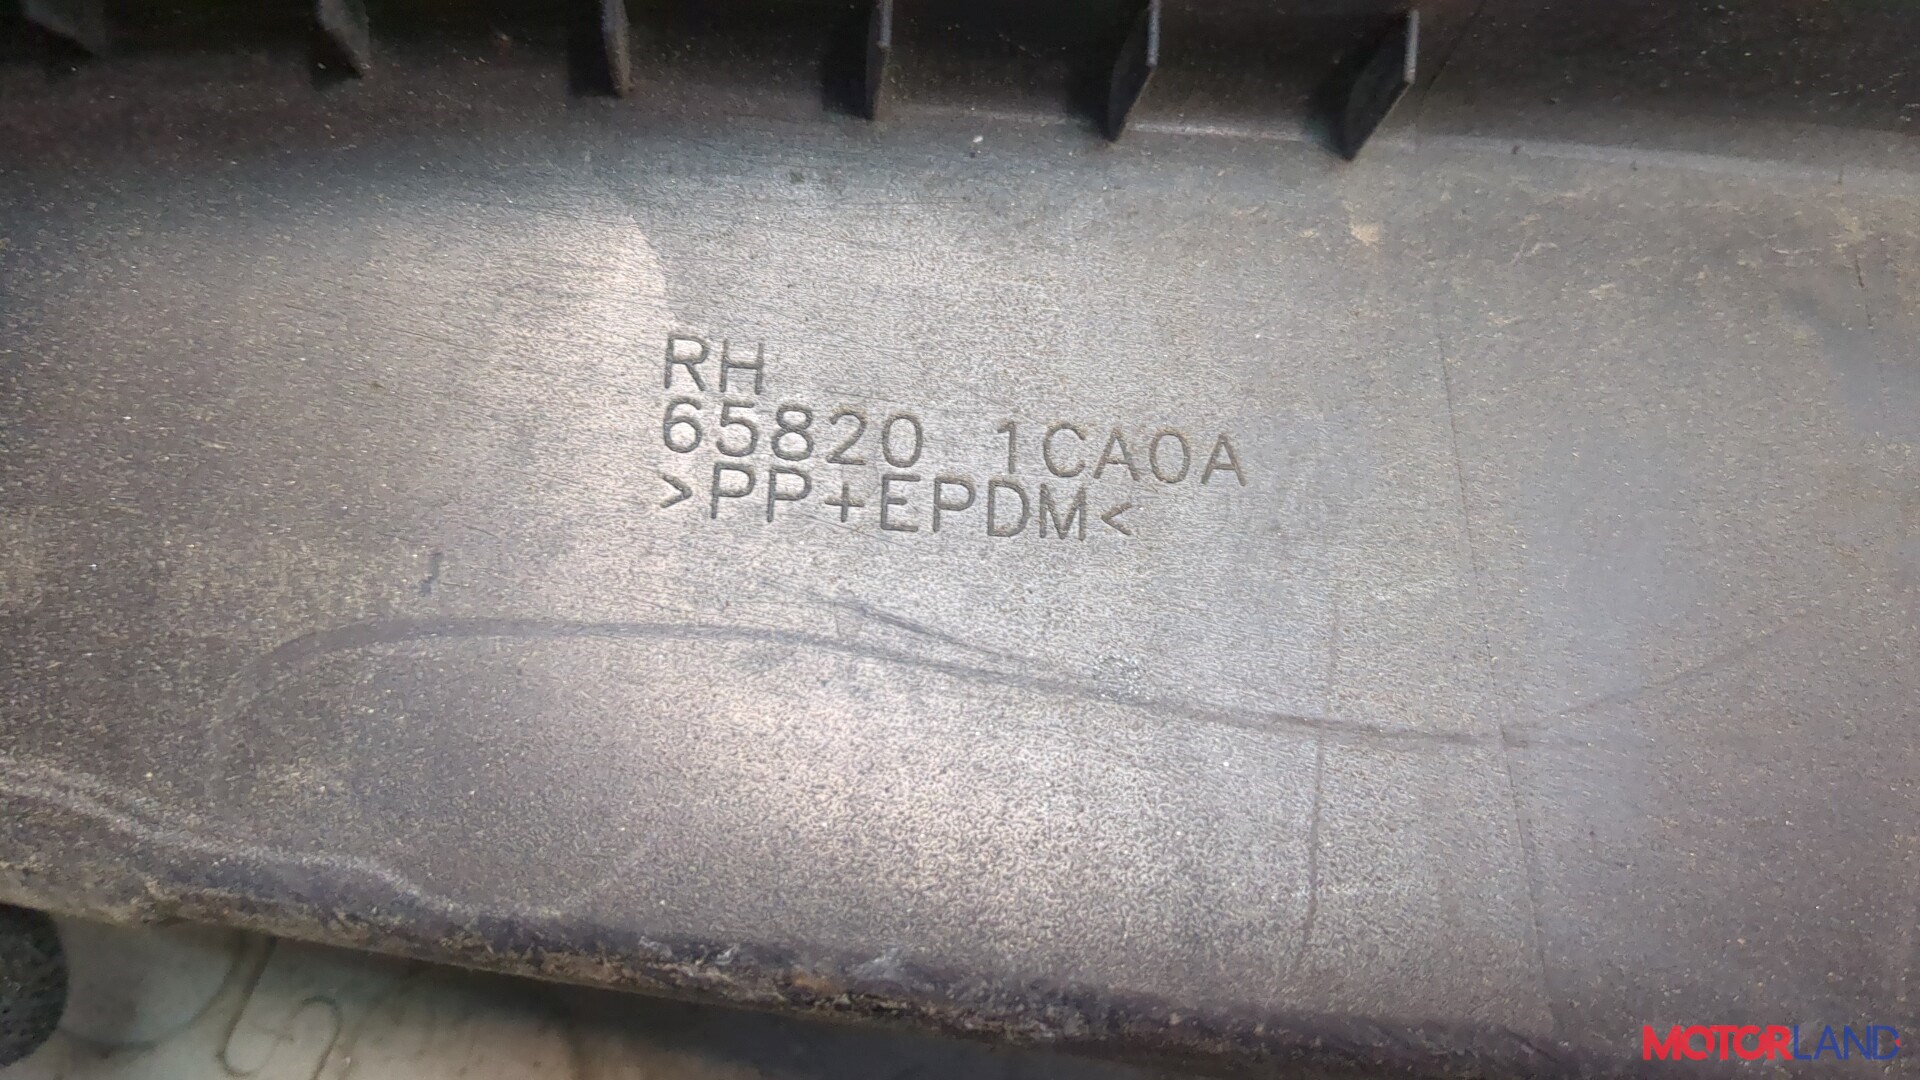 RH
65820 1CA0A
>PP+EPDM<
MOTORLAND